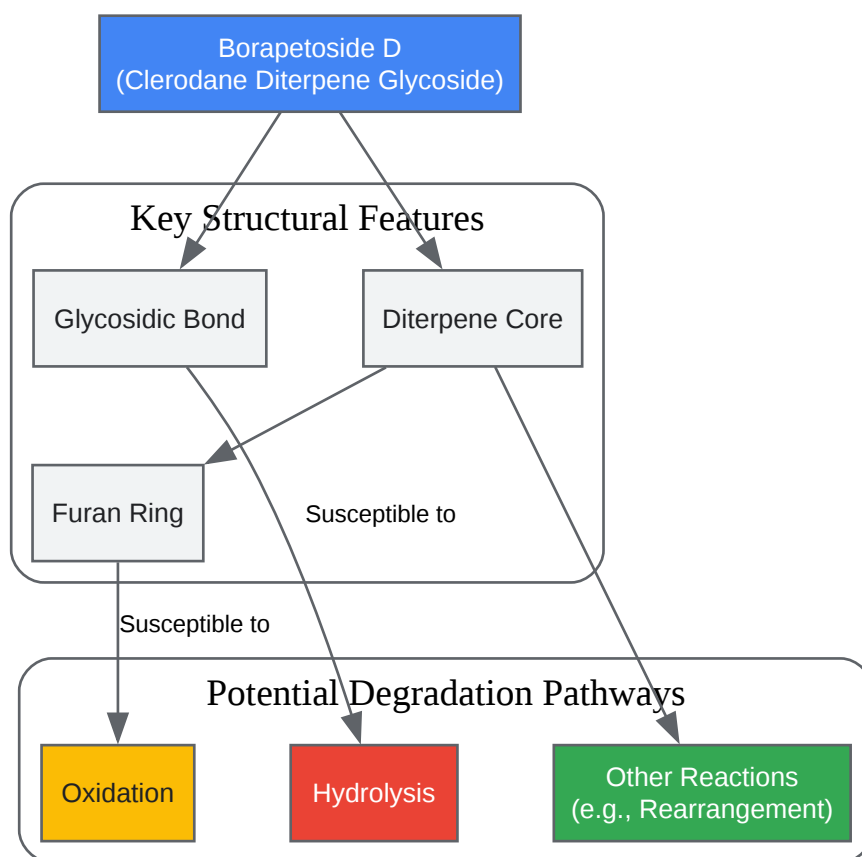 Borapetoside D
(Clerodane Diterpene Glycoside)
Key Structural Features
Glycosidic Bond
Diterpene Core
Furan Ring
Susceptible to
Susceptible to
Potential Degradation Pathways
Oxidation
Hydrolysis
Other Reactions
(e.g., Rearrangement)